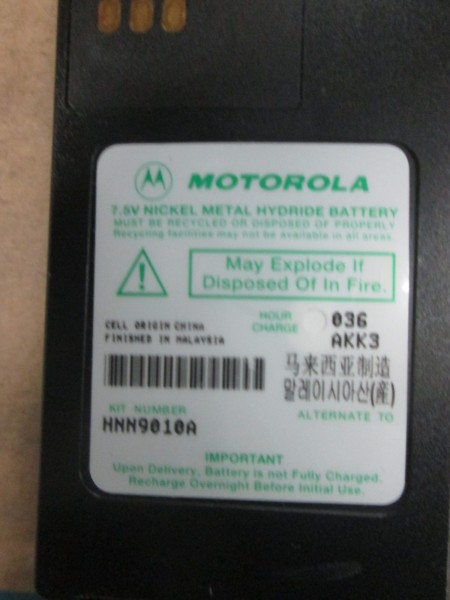 MOTOROLA
7.5V NICKEL METAL HYDRIDE BATTERY
MUST BE RECYCLED OR DISPOSED OF PROPERLY
Recycling facilities may not be available in all areas.
May Explode If
Disposed Of In Fire.
HOUR
CHARGE
036
AKK3
CELL ORIGIN CHINA
FINISHED IN MALAYSIA
马来西亚制造
말레이시아산(産)
KIT NUMBER
HNN9010A
ALTERNATE TO
IMPORTANT
Upon Delivery, Battery is not Fully Charged.
Recharge Overnight Before Initial Use.